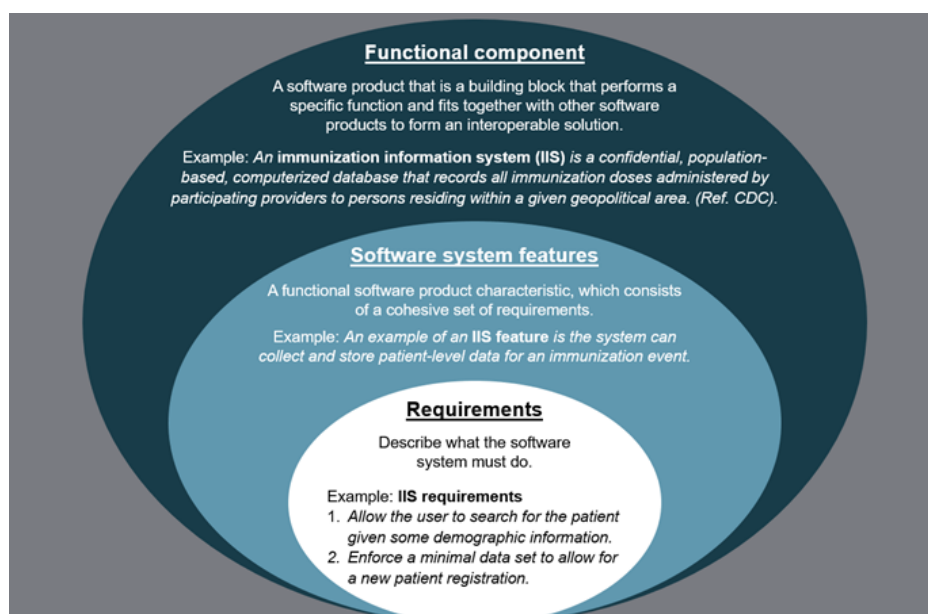 Functional component
A software product that is a building block that performs a
specific function and fits together with other software
products to form an interoperable solution.
Example: An immunization information system (IIS) is a confidential, population-
based, computerized database that records all immunization doses administered by
participating providers to persons residing within a given geopolitical area. (Ref. CDC).
Software system features
A functional software product characteristic, which consists
of a cohesive set of requirements.
Example: An example of an IIS feature is the system can
collect and store patient-level data for an immunization event.
Requirements
Describe what the software
system must do.
Example: IIS requirements
1. Allow the user to search for the patient
given some demographic information.
2. Enforce a minimal data set to allow for
a new patient registration.